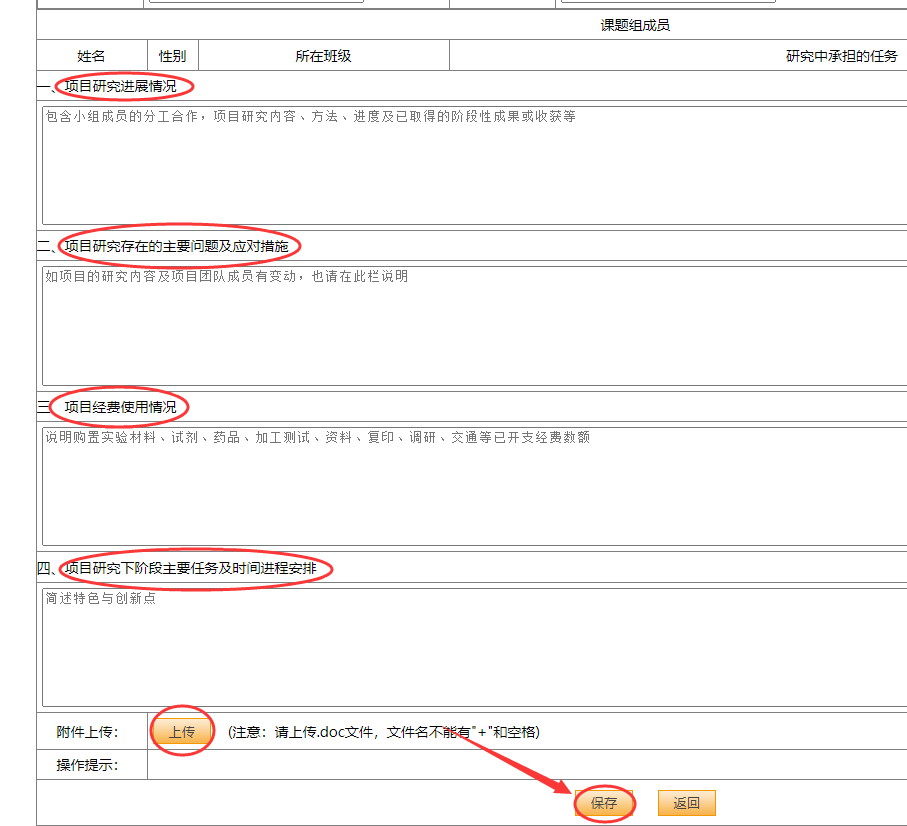 课题组成员
姓名 性别 所在班级 研究中承担的任务
一、项目研究进展情况
包含小组成员的分工合作，项目研究内容、方法、进度及已取得的阶段性成果或收获等
二、项目研究存在的主要问题及应对措施
如项目的研究内容及项目团队成员有变动，也请在此栏说明
三、项目经费使用情况
说明购置实验材料、试剂、药品、加工测试、资料、复印、调研、交通等已开支经费数额
四、项目研究下阶段主要任务及时间进程安排
简述特色与创新点
附件上传： 上传 (注意：请上传.doc文件，文件名不能有"+"和空格)
操作提示：
保存 返回